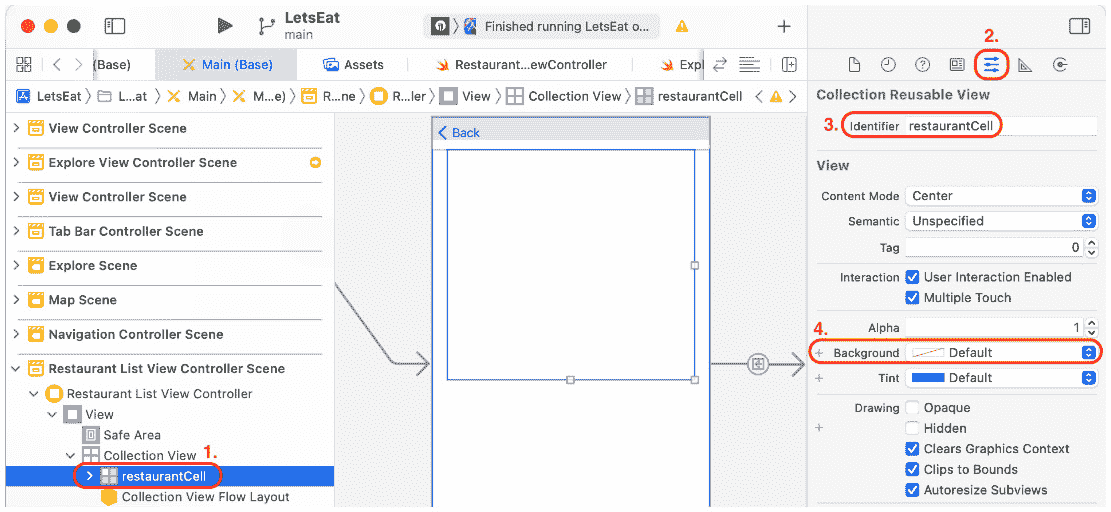 LetsEat
main
Finished running LetsEat o...
2.
(Base)
Main (Base)
Assets
Restaurant...ewController
Expl
LetsEat
L...at
Main
M...e)
R...ne
R...ler
View
Collection View
restaurantCell
View Controller Scene
Explore View Controller Scene
View Controller Scene
Tab Bar Controller Scene
Explore Scene
Map Scene
Navigation Controller Scene
Restaurant List View Controller Scene
Restaurant List View Controller
View
Safe Area
Collection View
1.
restaurantCell
Collection View Flow Layout
Back
Collection Reusable View
3.
Identifier restaurantCell
View
Content Mode Center
Semantic Unspecified
Tag 0
Interaction User Interaction Enabled
Multiple Touch
Alpha 1
4.
Background Default
Tint Default
Drawing Opaque
Hidden
Clears Graphics Context
Clips to Bounds
Autoresize Subviews